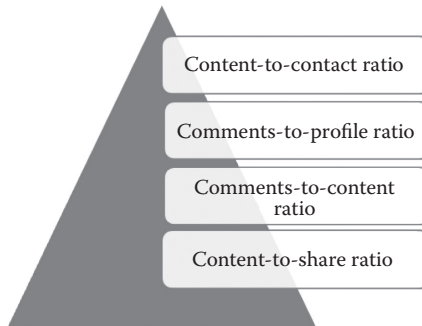 Content-to-contact ratio
Comments-to-profile ratio
Comments-to-content
ratio
Content-to-share ratio